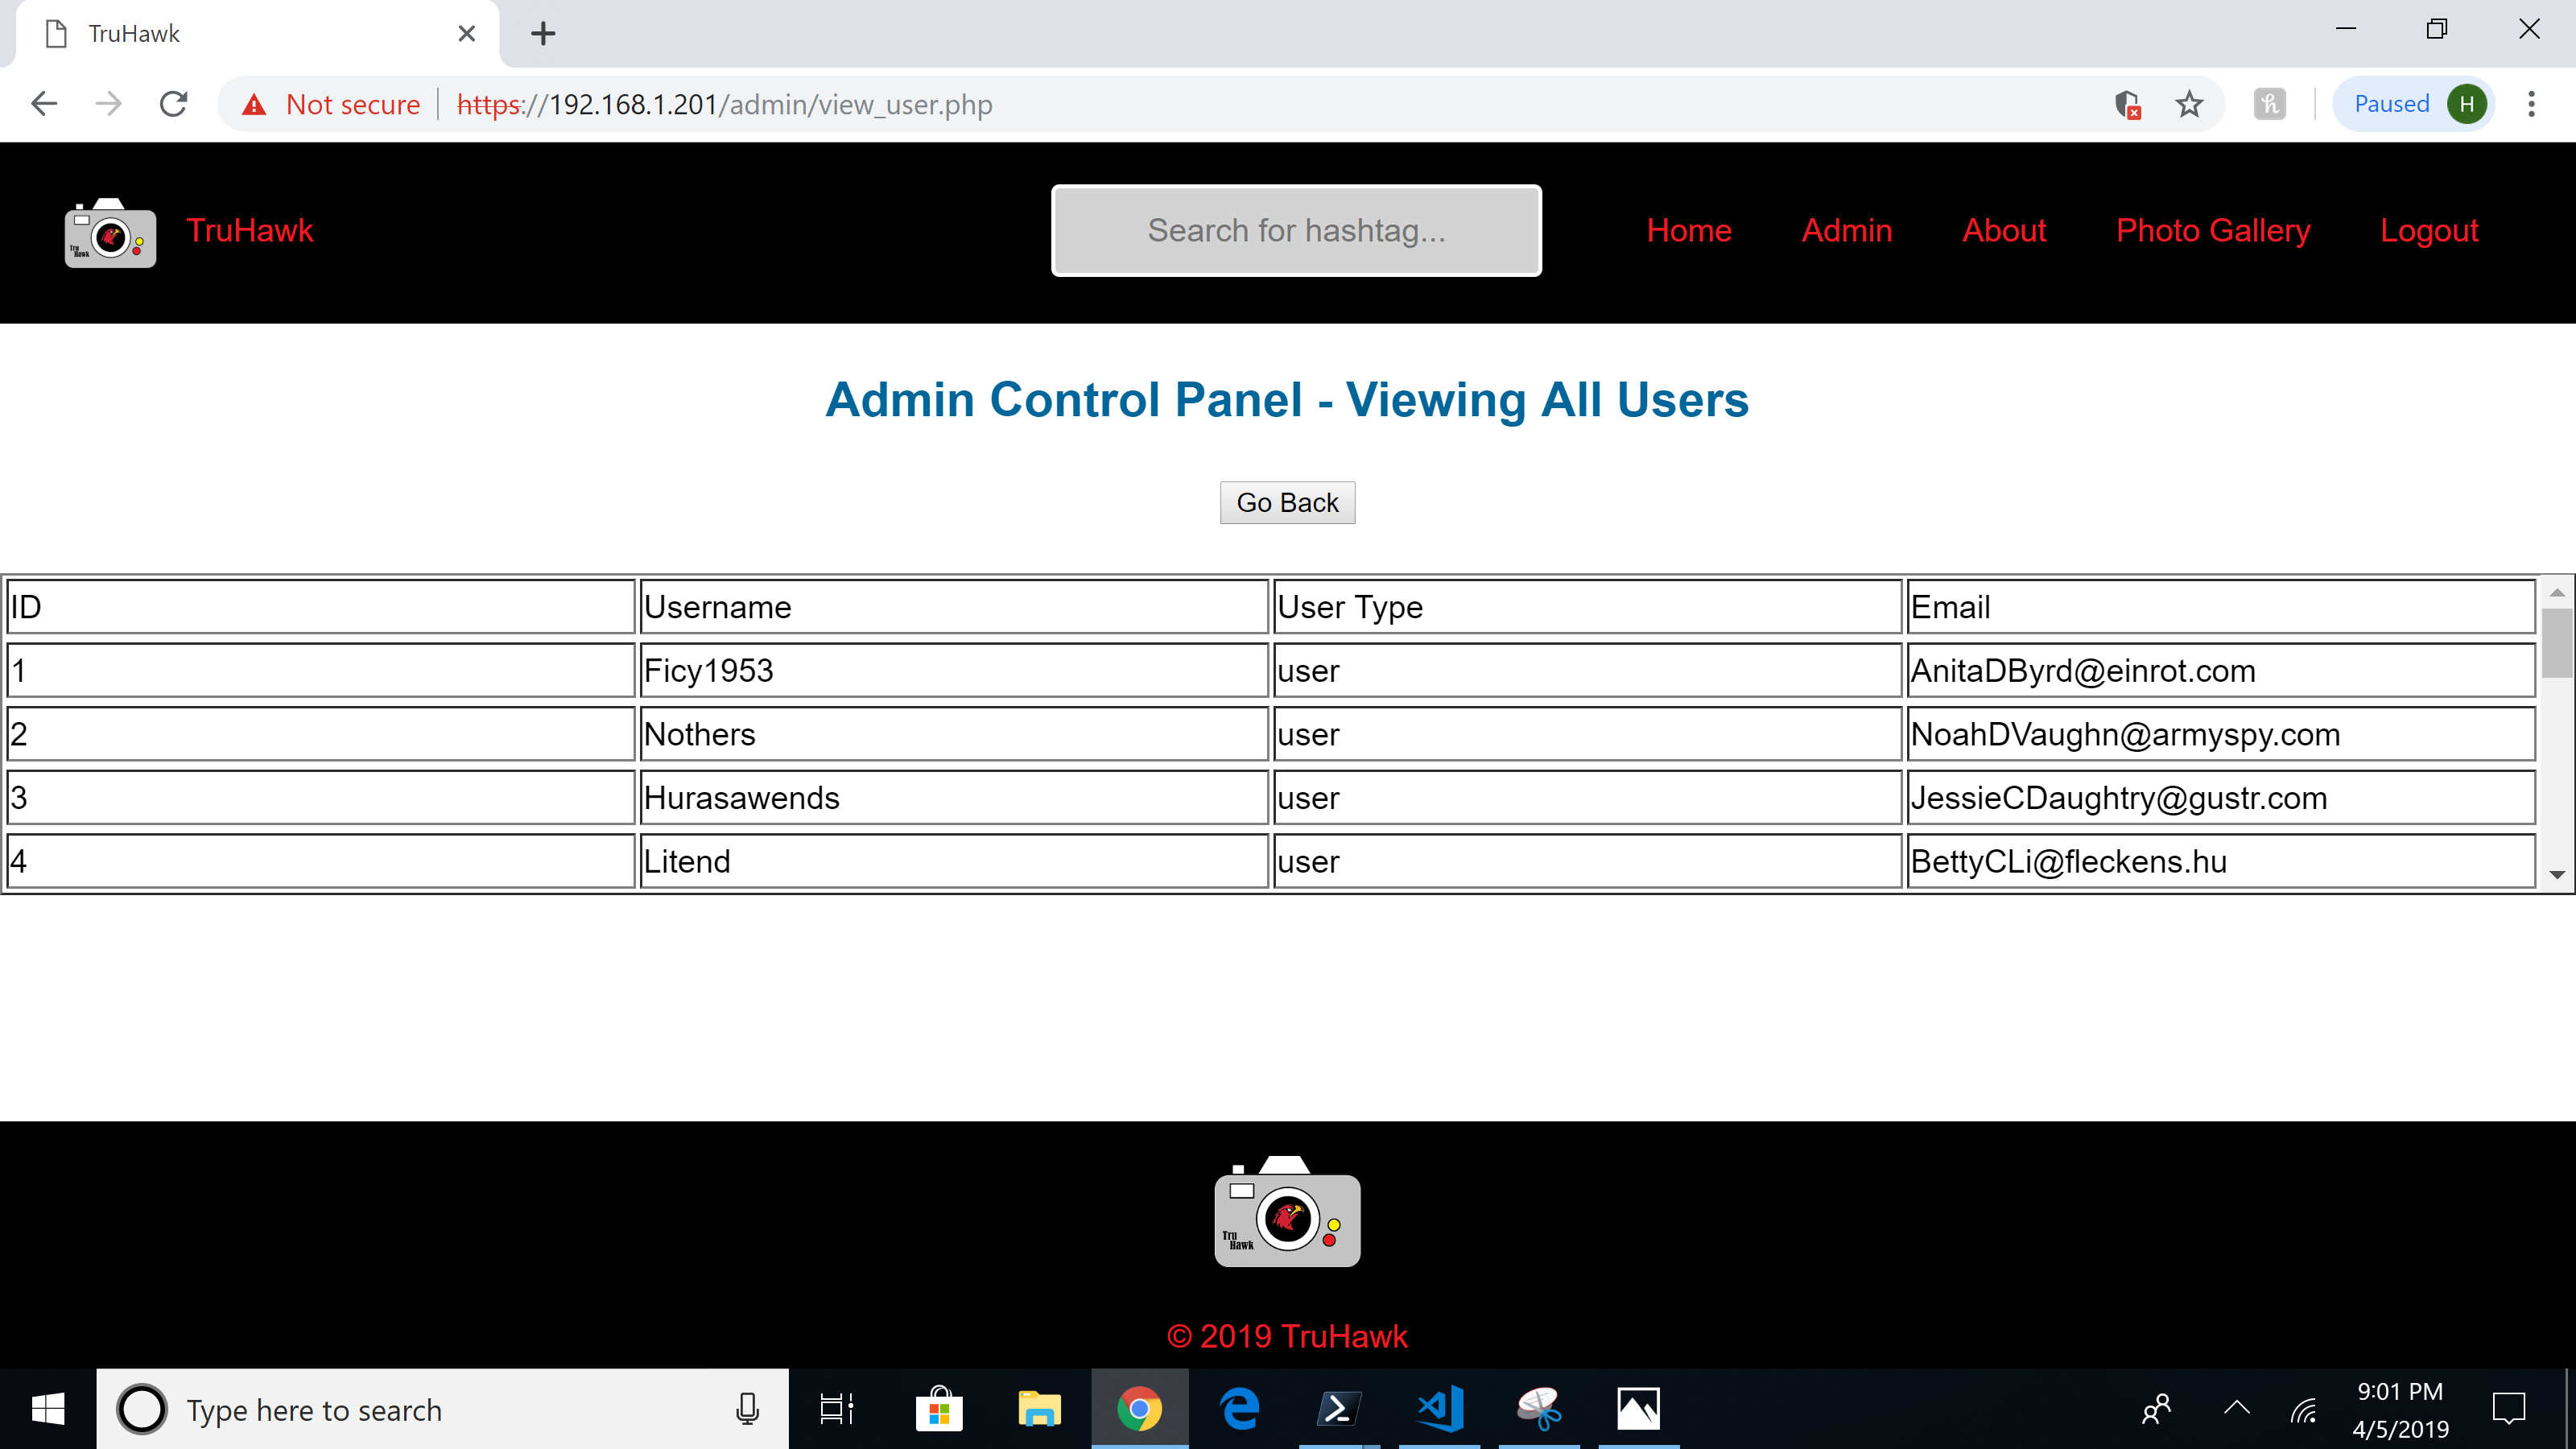 TruHawk
Not secure https://192.168.1.201/admin/view_user.php Paused H
Tru
Hawk
TruHawk Search for hashtag... Home Admin About Photo Gallery Logout
Admin Control Panel - Viewing All Users
Go Back
ID Username User Type Email
1 Ficy1953 user AnitaDByrd@einrot.com
2 Nothers user NoahDVaughn@armyspy.com
3 Hurasawends user JessieCDaughtry@gustr.com
4 Litend user BettyCLi@fleckens.hu
Tru
Hawk
© 2019 TruHawk
Type here to search 9:01 PM
4/5/2019